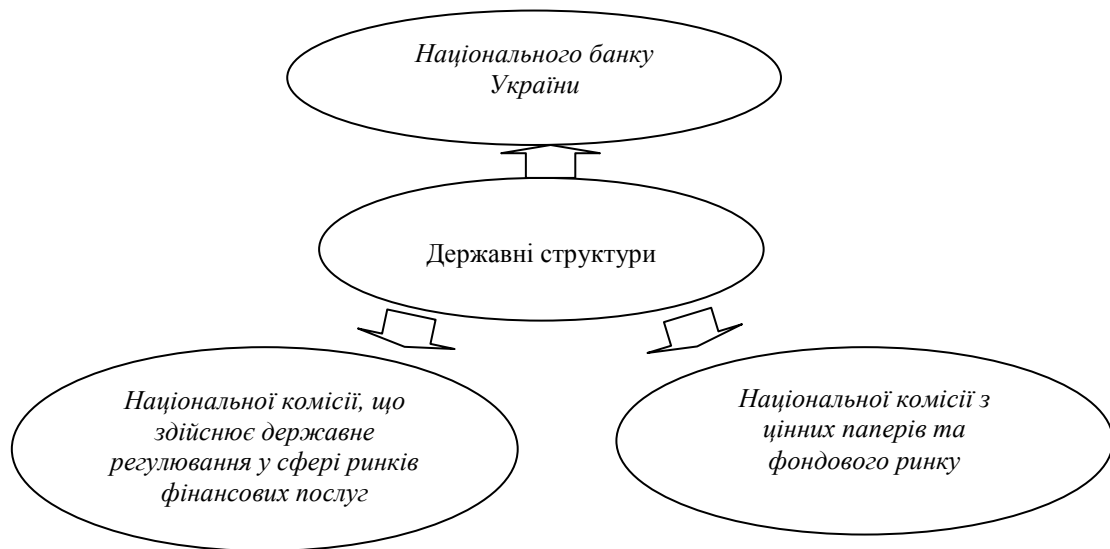 Національного банку
України
Державні структури
Національної комісії, що
здійснює державне
регулювання у сфері ринків
фінансових послуг
Національної комісії з
цінних паперів та
фондового ринку